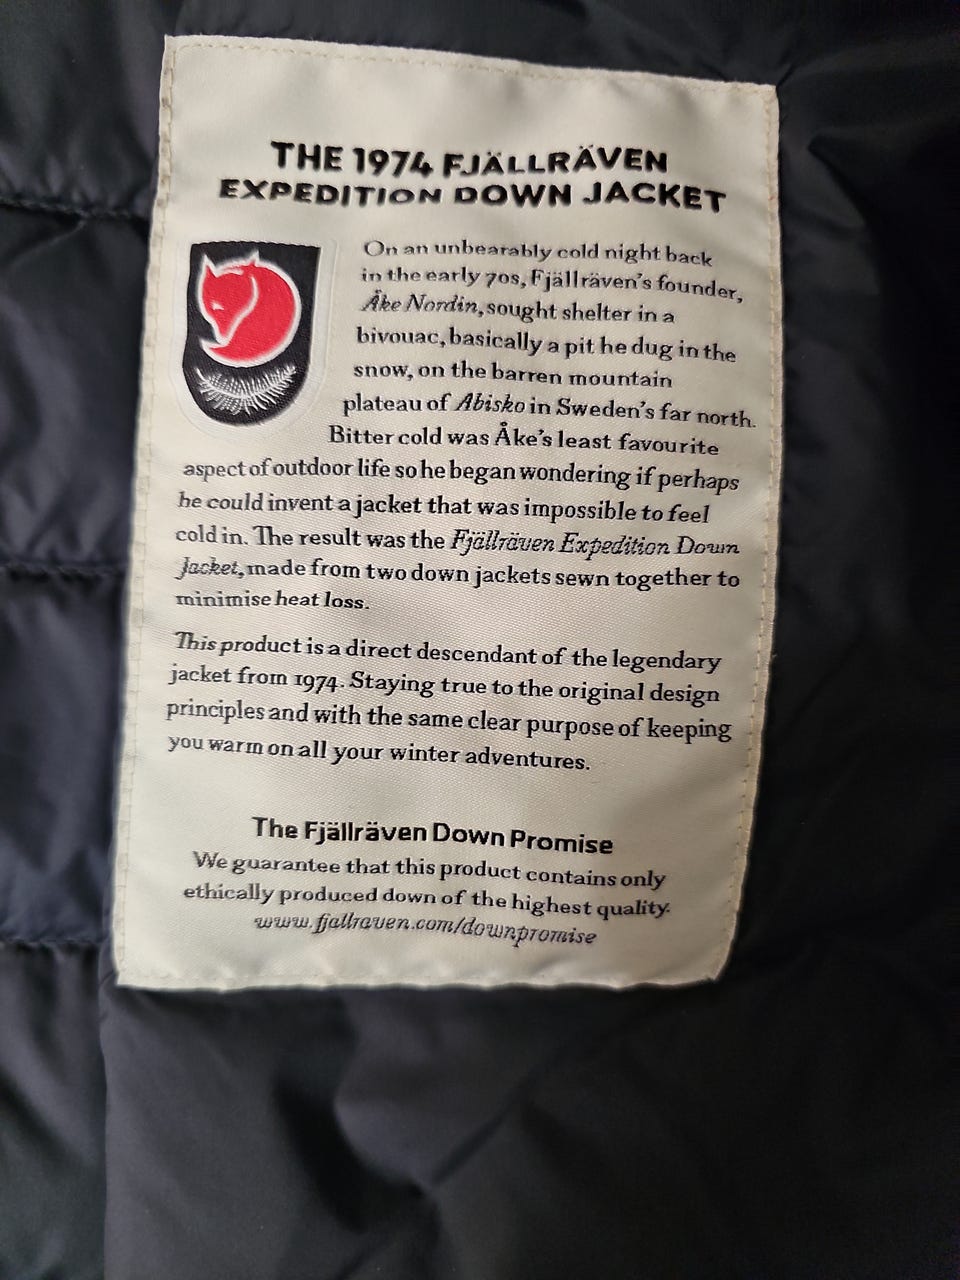 THE 1974 FJÄLLRÄVEN
EXPEDITION DOWN JACKET
On an unbearably cold night back
in the early 70s, Fjällräven's founder,
Åke Nordin, sought shelter in a
bivouac, basically a pit he dug in the
snow, on the barren mountain
plateau of Abisko in Sweden's far north.
Bitter cold was Åke's least favourite
aspect of outdoor life so he began wondering if perhaps
he could invent a jacket that was impossible to feel
cold in. The result was the Fjällräven Expedition Down
Jacket, made from two down jackets sewn together to
minimise heat loss.
This product is a direct descendant of the legendary
jacket from 1974. Staying true to the original design
principles and with the same clear purpose of keeping
you warm on all your winter adventures.
The Fjällräven Down Promise
We guarantee that this product contains only
ethically produced down of the highest quality.
www.fjallraven.com/downpromise